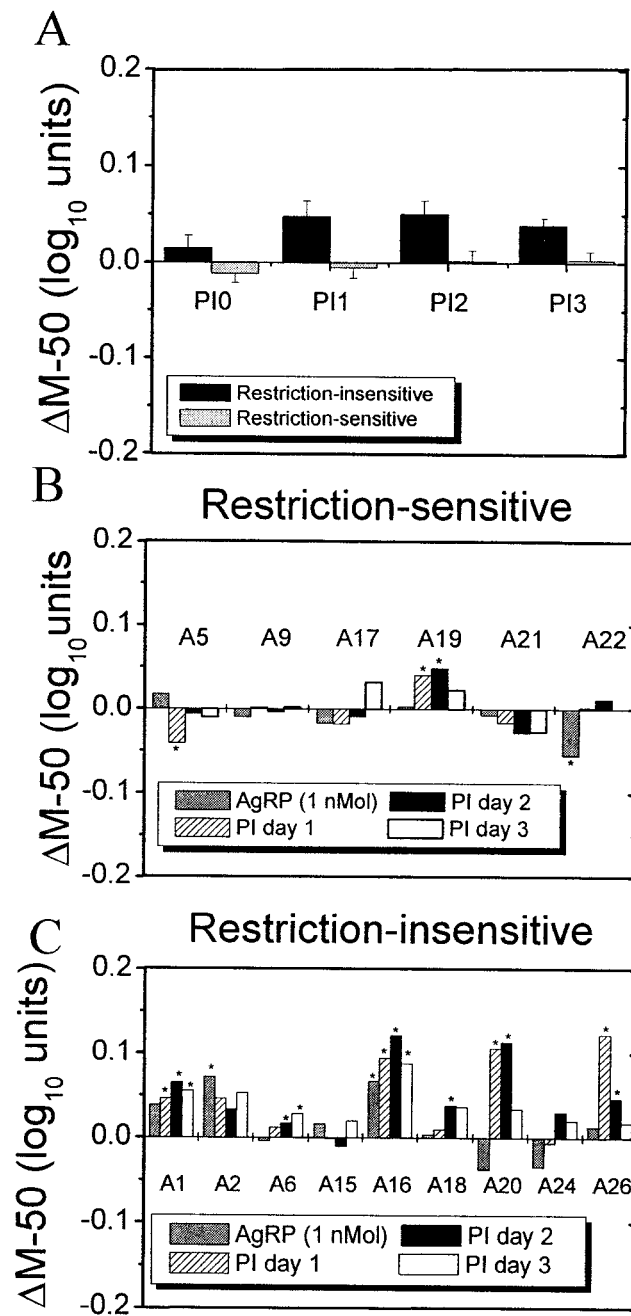 A
ΔM-50 (log10 units)
0.2
0.1
0.0
-0.1
-0.2
PI0 PI1 PI2 PI3
Restriction-insensitive
Restriction-sensitive
B
Restriction-sensitive
ΔM-50 (log10 units
0.2
0.1
0.0
-0.1
-0.2
A5 A9 A17 A19 A21 A22
* * * *
AgRP (1 nMol) PI day 2
PI day 1 PI day 3
C
Restriction-insensitive
ΔM-50 (log10 units)
0.2
0.1
0.0
-0.1
-0.2
* * * * * * * * * * * * * * *
A1 A2 A6 A15 A16 A18 A20 A24 A26
AgRP (1 nMol) PI day 2
PI day 1 PI day 3